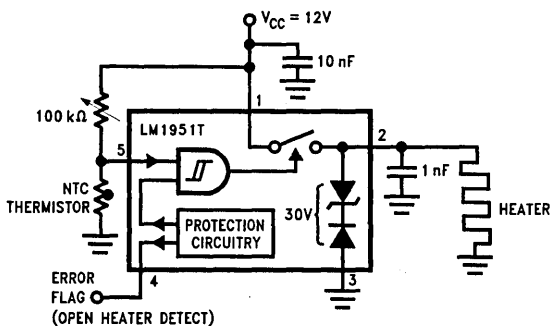 VCC = 12V
10 nF
1
100 kΩ
LM1951T
5
2
1 nF
NTC
THERMISTOR
30V
HEATER
PROTECTION
CIRCUITRY
ERROR
FLAG
(OPEN HEATER DETECT)
4
3